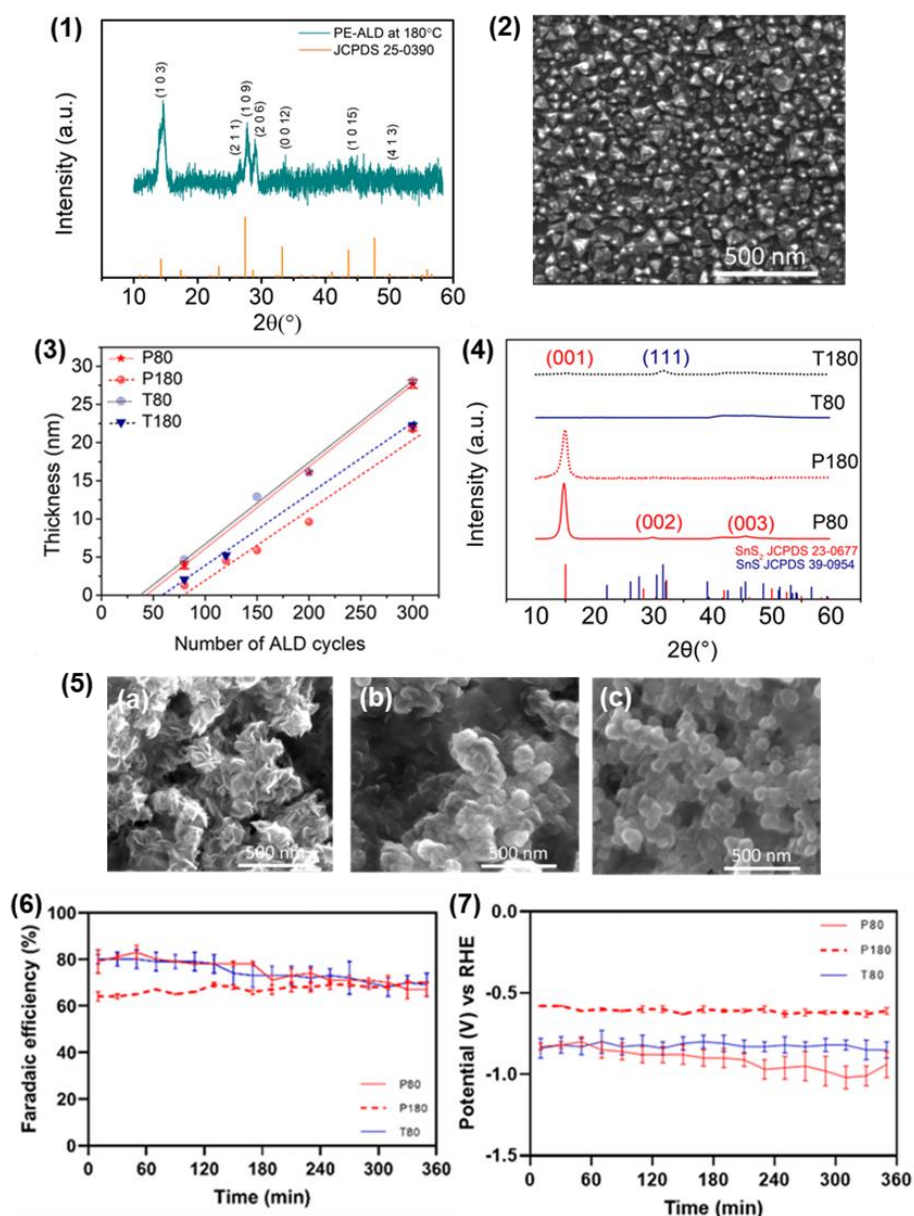 (1)
PE-ALD at 180°C
JCPDS 25-0390
Intensity (a.u.)
(1 0 3)
(2 1 1)
(1 0 9)
(2 0 6)
(0 0 12)
(1 0 15)
(4 1 3)
10 20 30 40 50 60
2θ(°)
(2)
500 nm
(3)
P80
P180
T80
T180
Thickness (nm)
30
25
20
15
10
5
0
50 100 150 200 250 300
Number of ALD cycles
(4)
(001) (111) T180
T80
P180
(002) (003) P80
SnS₂ JCPDS 23-0677
SnS JCPDS 39-0954
Intensity (a.u.)
10 20 30 40 50 60
2θ(°)
(5)
(a) (b) (c)
500 nm 500 nm 500 nm
(6)
Faradaic efficiency (%)
100
80
60
40
20
0
P80
P180
T80
0 60 120 180 240 300 360
Time (min)
(7)
Potential (V) vs RHE
0.0
-0.5
-1.0
-1.5
P80
P180
T80
0 60 120 180 240 300 360
Time (min)